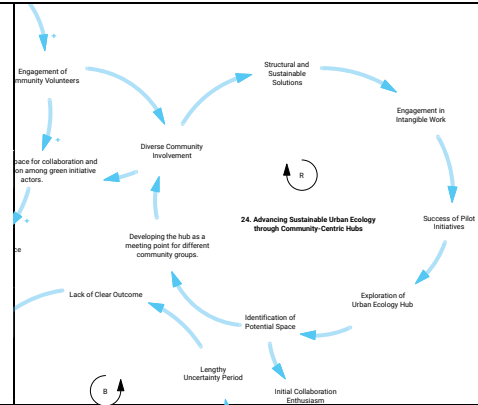 Engagement of
mmunity Volunteers
Structural and
Sustainable
Solutions
Engagement in
Intangible Work
Diverse Community
Involvement
pace for collaboration and
on among green initiative
actors.
R
24. Advancing Sustainable Urban Ecology
through Community-Centric Hubs
Success of Pilot
Initiatives
Developing the hub as a
meeting point for different
community groups.
ce
Lack of Clear Outcome
Exploration of
Urban Ecology Hub
Identification of
Potential Space
Lengthy
Uncertainty Period
B
Initial Collaboration
Enthusiasm